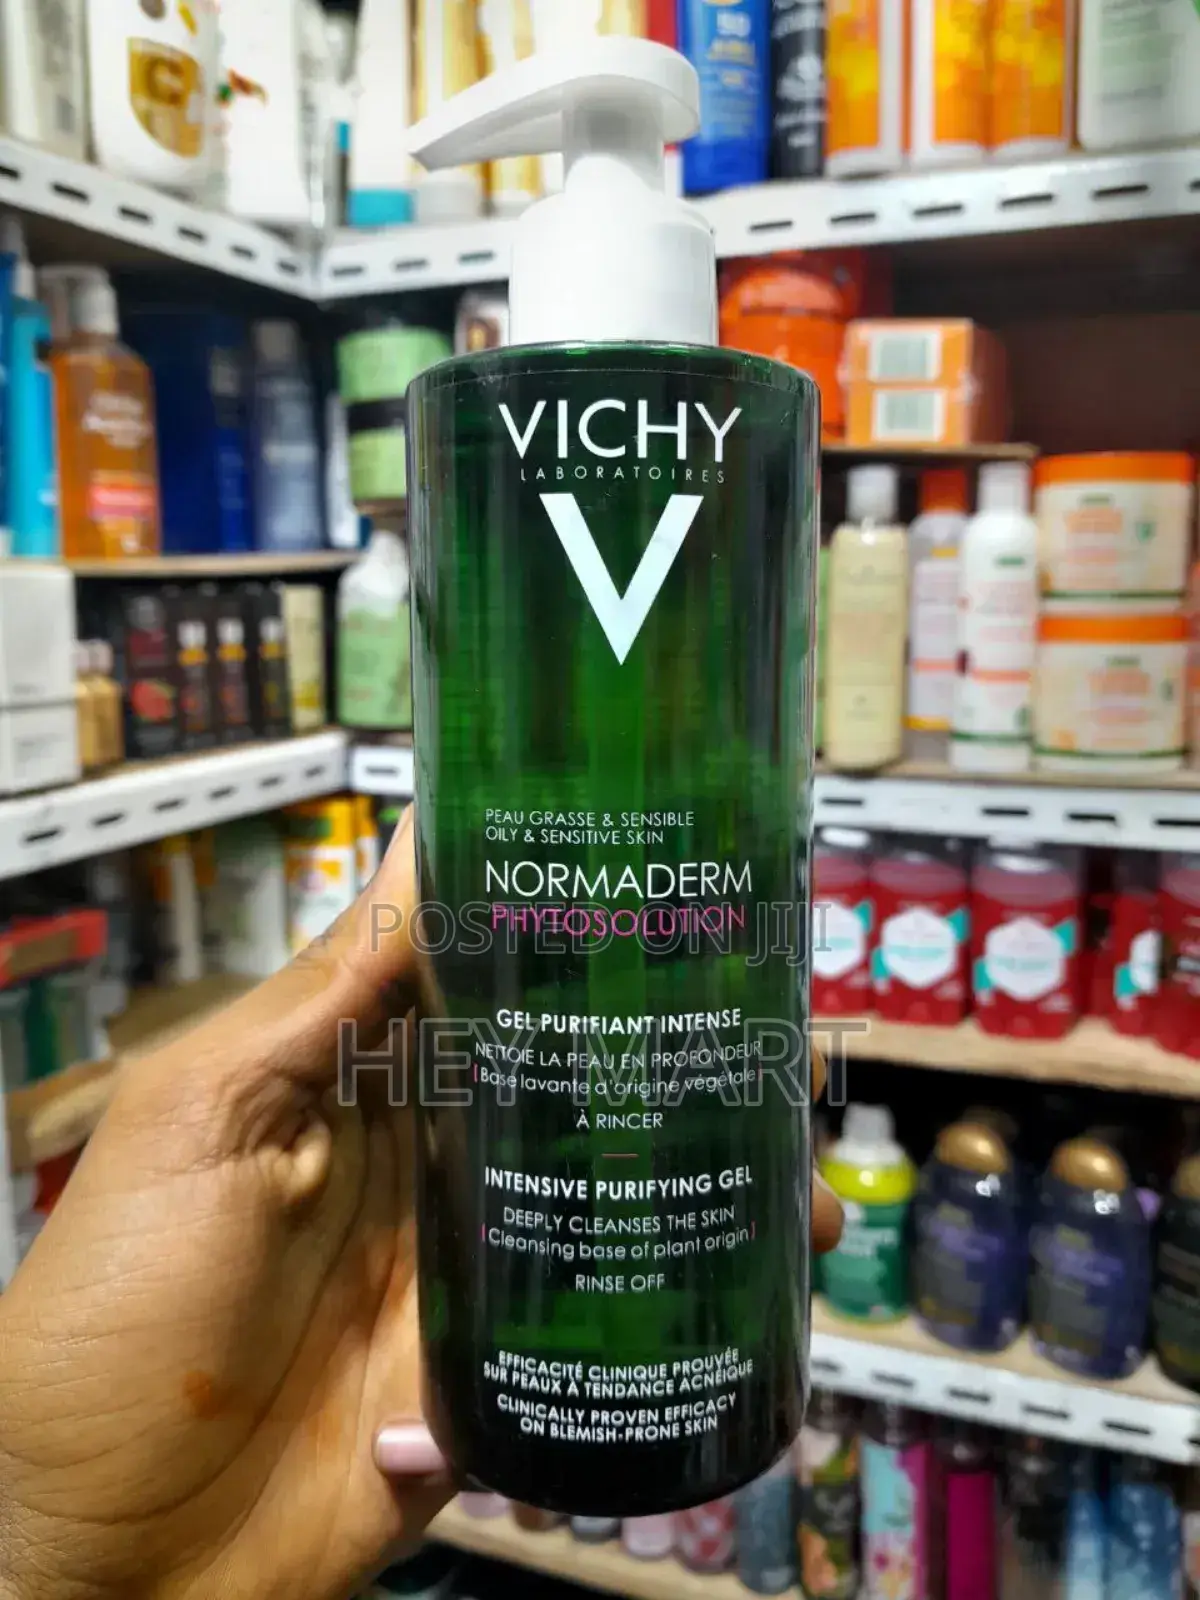 VICHY
LABORATOIRES
V
PEAU GRASSE & SENSIBLE
OILY & SENSITIVE SKIN
NORMADERM
PHYTOSOLUTION
POSTED ON JIJI
GEL PURIFIANT INTENSE
HEY MART
NETTOIE LA PEAU EN PROFONDEUR
| Base lavante d'origine végétale |
À RINCER
INTENSIVE PURIFYING GEL
DEEPLY CLEANSES THE SKIN
| Cleansing base of plant origin |
RINSE OFF
EFFICACITÉ CLINIQUE PROUVÉE
SUR PEAUX À TENDANCE ACNÉIQUE
CLINICALLY PROVEN EFFICACY
ON BLEMISH-PRONE SKIN